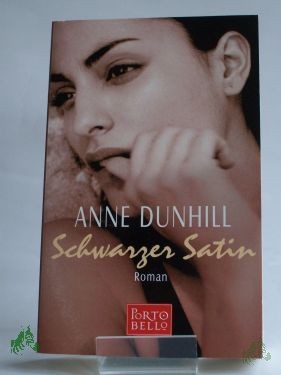 ANNE DUNHILL
Schwarzer Satin
Roman
PORTO
BELLO